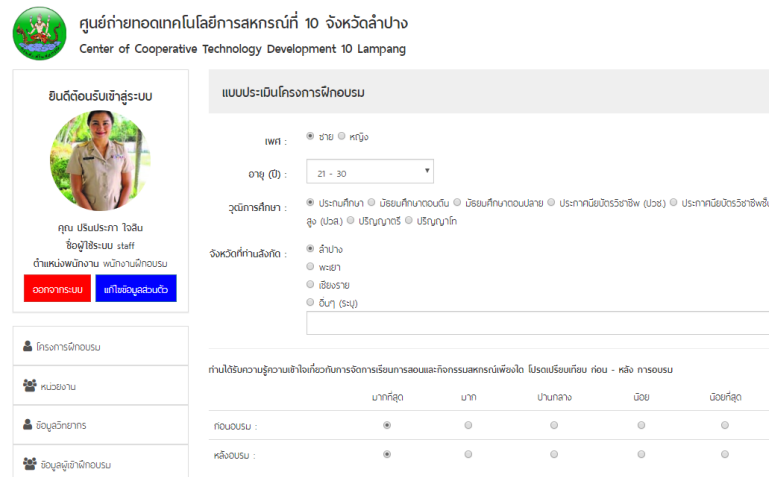 ศูนย์ถ่ายทอดเทคโนโลยีการสหกรณ์ที่ 10 จังหวัดลำปาง
Center of Cooperative Technology Development 10 Lampang
ยินดีต้อนรับเข้าสู่ระบบ
คุณ ปริมประภา ใจลิน
ชื่อผู้ใช้ระบบ staff
ตำแหน่งพนักงาน พนักงานฝึกอบรม
ออกจากระบบ
แก้ไขข้อมูลส่วนตัว
โครงการฝึกอบรม
หน่วยงาน
ข้อมูลวิทยากร
ข้อมูลผู้เข้าฝึกอบรม
แบบประเมินโครงการฝึกอบรม
เพศ : ชาย หญิง
อายุ (ปี) : 21 - 30
วุฒิการศึกษา : ประถมศึกษา มัธยมศึกษาตอนต้น มัธยมศึกษาตอนปลาย ประกาศนียบัตรวิชาชีพ (ปวช.) ประกาศนียบัตรวิชาชีพชั้น
สูง (ปวส.) ปริญญาตรี ปริญญาโท
จังหวัดที่ท่านสังกัด : ลำปาง
พะเยา
เชียงราย
อื่นๆ (ระบุ)
ท่านได้รับความรู้ความเข้าใจเกี่ยวกับการจัดการเรียนการสอนและกิจกรรมสหกรณ์เพียงใด โปรดเปรียบเทียบ ก่อน - หลัง การอบรม
มากที่สุด มาก ปานกลาง น้อย น้อยที่สุด
ก่อนอบรม :
หลังอบรม :